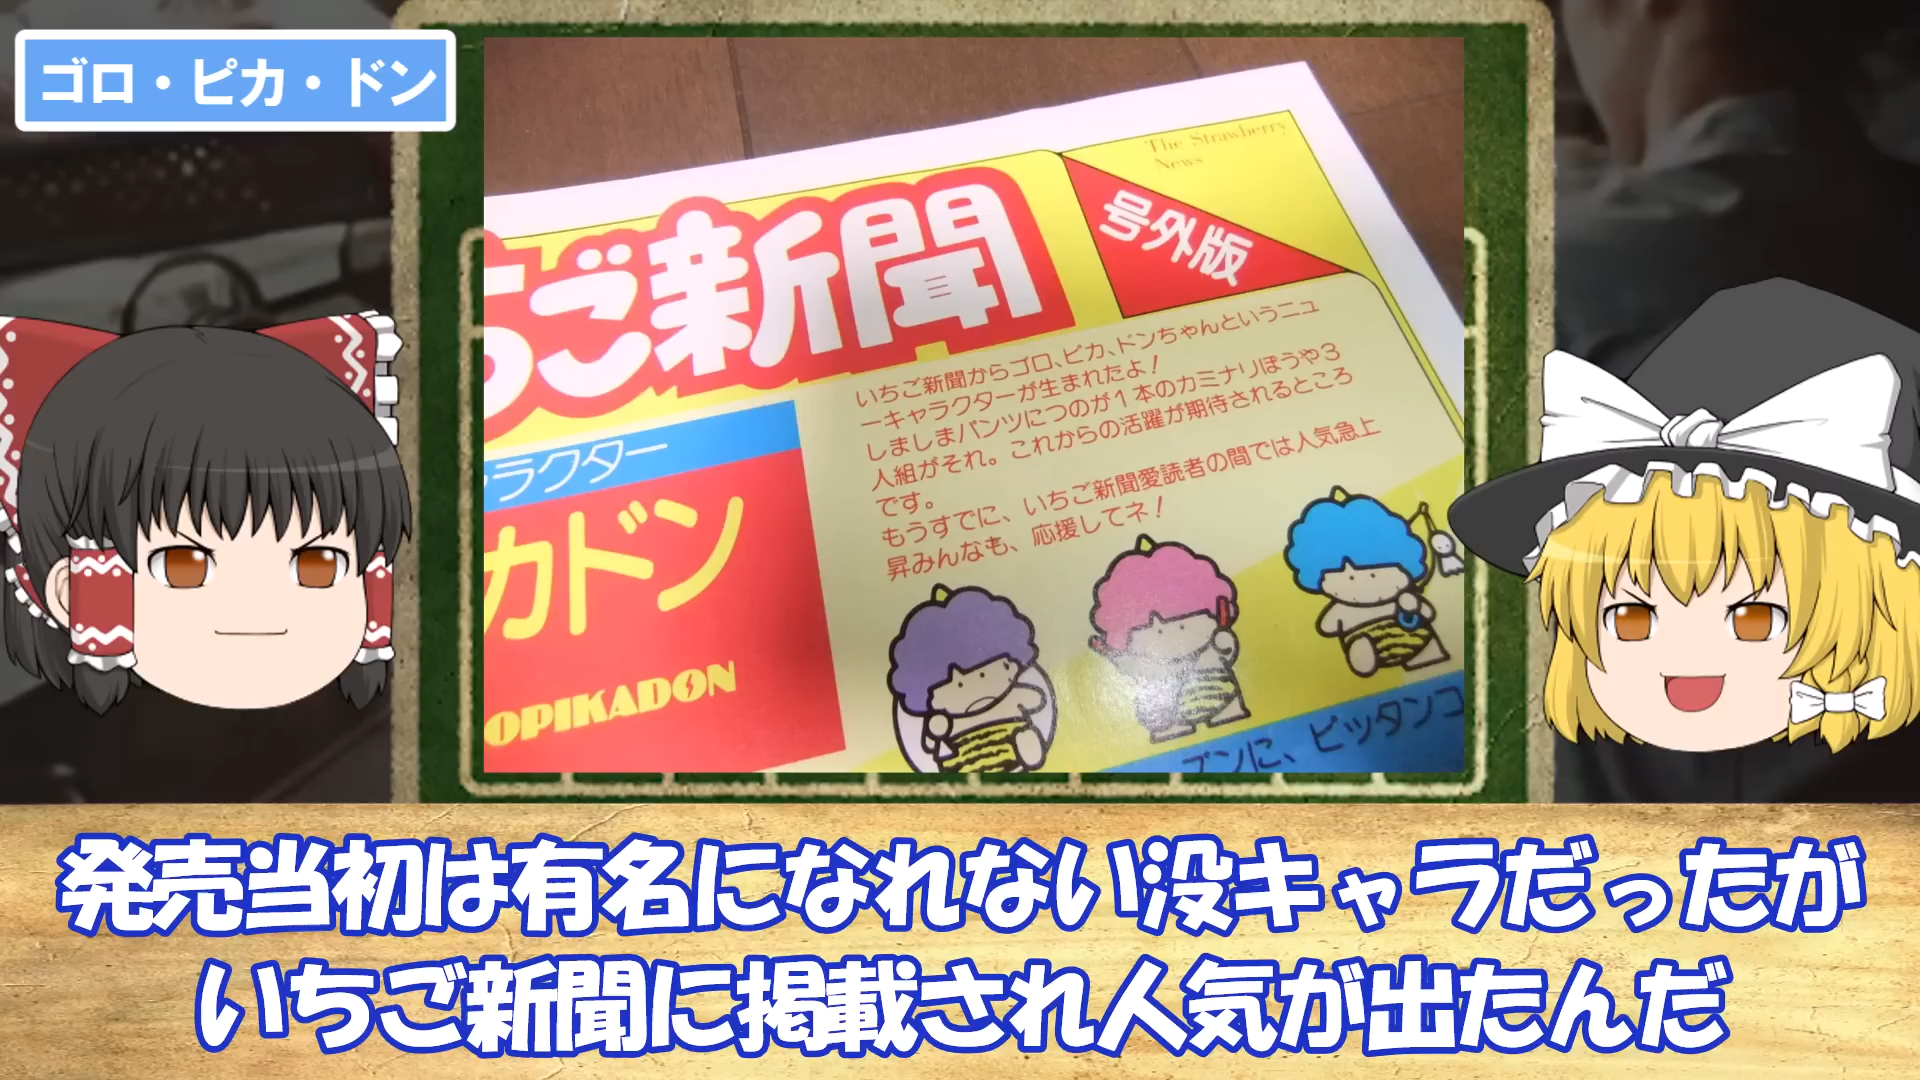 ゴロ・ピカ・ドン
The Strawberry
News
号外版
ちご新聞
いちご新聞からゴロ、ピカ、ドンちゃんというニュ
ーキャラクターが生まれたよ！
しましまパンツにつのが1本のカミナリぼうや3
人組がそれ。これからの活躍が期待されるところ
です。
もうすでに、いちご新聞愛読者の間では人気急上
昇みんなも、応援してネ！
ラクター
カドン
OPIKADON
ブンに、ピッタンコ
発売当初は有名になれない没キャラだったが
いちご新聞に掲載され人気が出たんだ